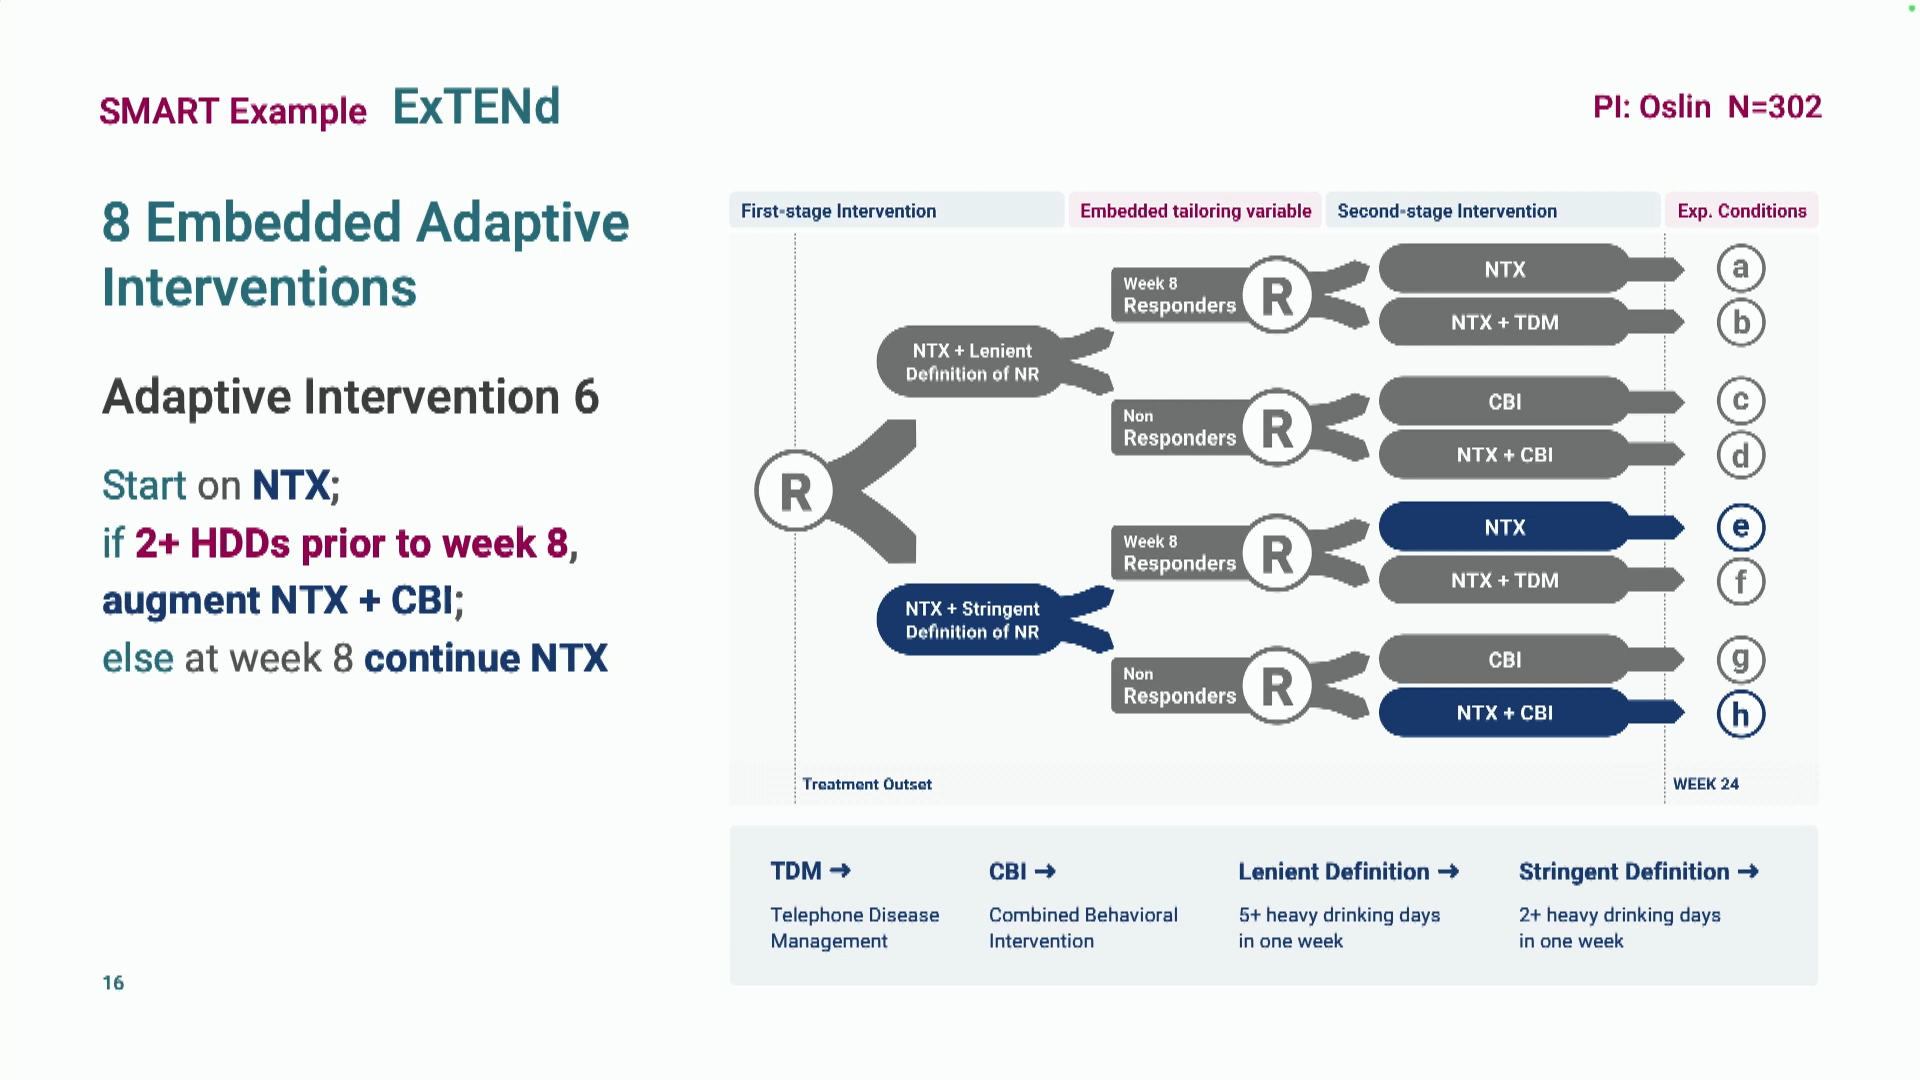 SMART Example ExTENd
PI: Oslin N=302
8 Embedded Adaptive
Interventions
Adaptive Intervention 6
Start on NTX;
if 2+ HDDs prior to week 8,
augment NTX + CBI;
else at week 8 continue NTX
16
First-stage Intervention
Embedded tailoring variable
Second-stage Intervention
Exp. Conditions
R
NTX + Lenient
Definition of NR
Week 8
Responders
R
NTX
a
NTX + TDM
b
Non
Responders
R
CBI
c
NTX + CBI
d
NTX + Stringent
Definition of NR
Week 8
Responders
R
NTX
e
NTX + TDM
f
Non
Responders
R
CBI
g
NTX + CBI
h
Treatment Outset
WEEK 24
TDM →
Telephone Disease
Management
CBI →
Combined Behavioral
Intervention
Lenient Definition →
5+ heavy drinking days
in one week
Stringent Definition →
2+ heavy drinking days
in one week